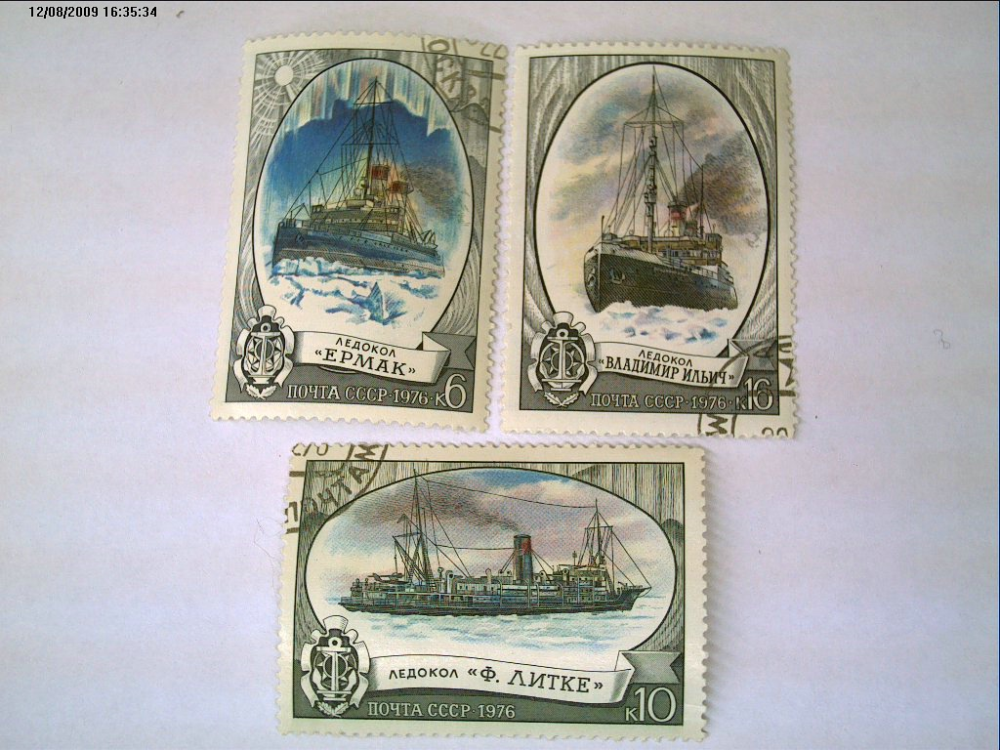 12/08/2009 16:35:34
ЛЕДОКОЛ
«ЕРМАК»
ПОЧТА СССР·1976·К6
ЛЕДОКОЛ
«ВЛАДИМИР ИЛЬИЧ»
ПОЧТА СССР·1976·К16
ПОЧТАМ
ЛЕДОКОЛ «Ф. ЛИТКЕ»
ПОЧТА СССР·1976
К10